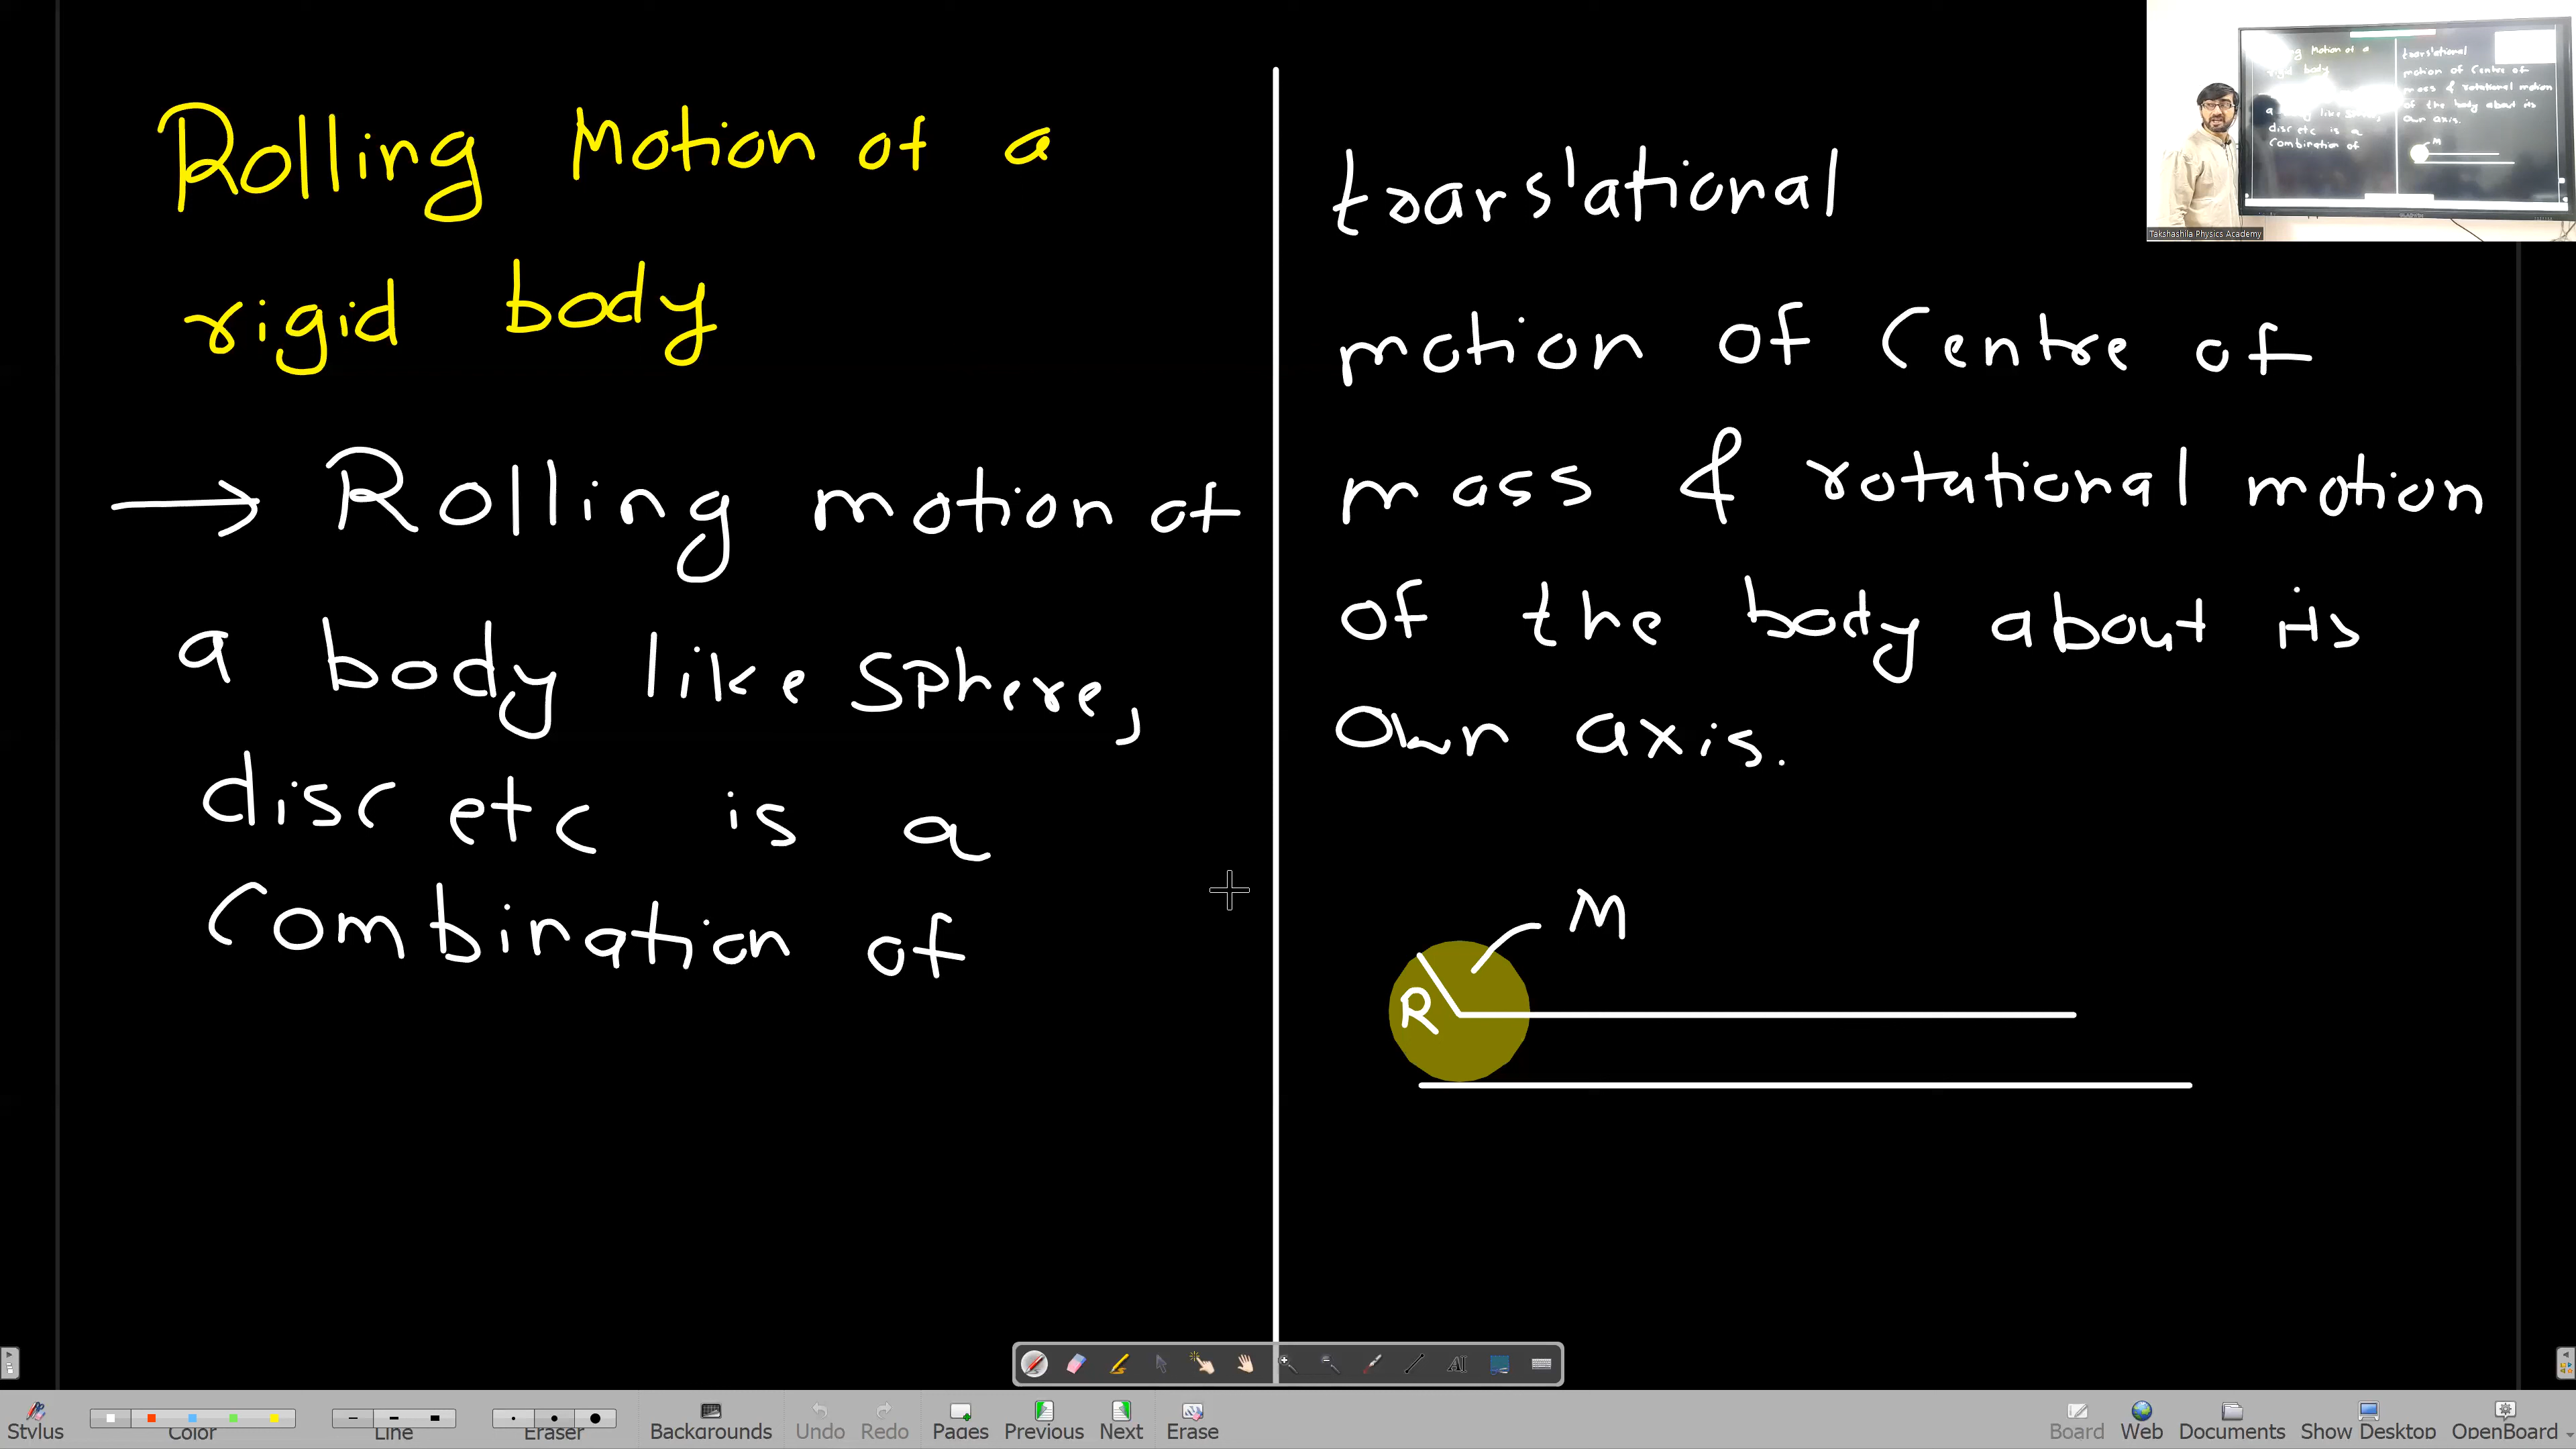 Rolling Motion of a
rigid body
→ Rolling motion of
a body like sphere,
disc etc is a
Combination of
translational
motion of Centre of
mass & rotational motion
of the body about its
own axis.
M
R
Takshashila Physics Academy
Stylus
Color
Line
Eraser
Backgrounds
Undo
Redo
Pages
Previous
Next
Erase
Board
Web
Documents
Show Desktop
OpenBoard